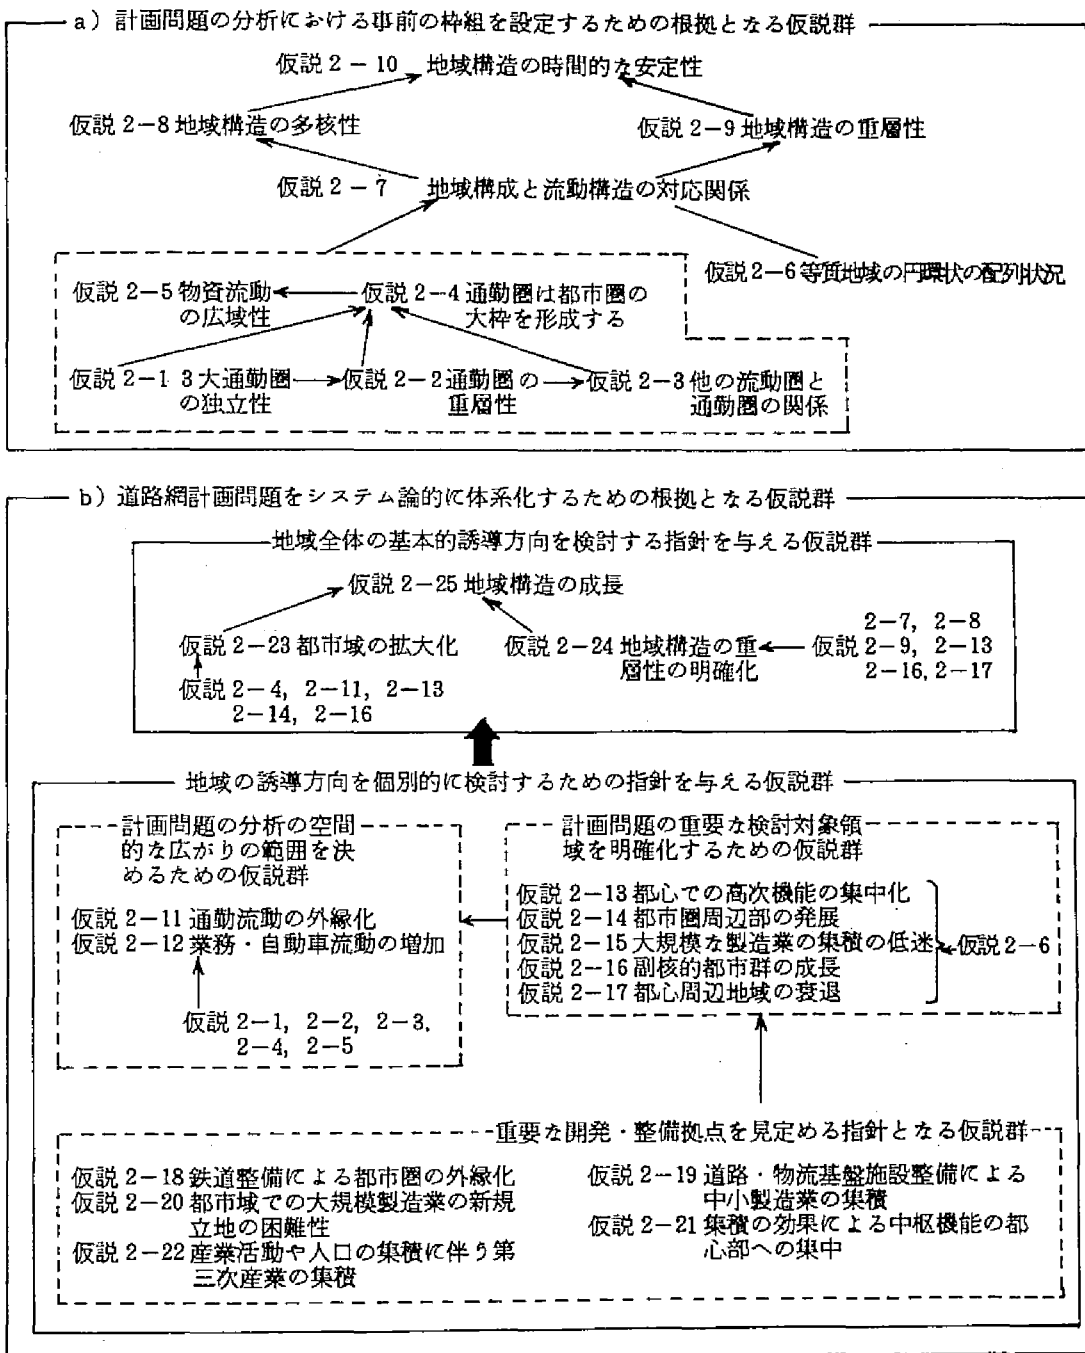 a）計画問題の分析における事前の枠組を設定するための根拠となる仮説群
仮説 2－10　地域構造の時間的な安定性
仮説 2－8 地域構造の多核性
仮説 2－9 地域構造の重層性
仮説 2－7　地域構成と流動構造の対応関係
仮説 2－6 等質地域の円環状の配列状況
仮説 2－5 物資流動
の広域性
仮説 2－4 通勤圏は都市圏の
大枠を形成する
仮説 2－1 3大通勤圏
の独立性
仮説 2－2 通勤圏の
重層性
仮説 2－3 他の流動圏と
通勤圏の関係
b）道路網計画問題をシステム論的に体系化するための根拠となる仮説群
地域全体の基本的誘導方向を検討する指針を与える仮説群
仮説 2－25 地域構造の成長
仮説 2－23 都市域の拡大化
仮説 2－24 地域構造の重
層性の明確化
2－7, 2－8
仮説 2－9, 2－13
2－16, 2－17
仮説 2－4, 2－11, 2－13
2－14, 2－16
地域の誘導方向を個別的に検討するための指針を与える仮説群
計画問題の分析の空間
的な広がりの範囲を決
めるための仮説群
仮説 2－11 通勤流動の外縁化
仮説 2－12 業務・自動車流動の増加
仮説 2－1, 2－2, 2－3,
2－4, 2－5
計画問題の重要な検討対象領
域を明確化するための仮説群
仮説 2－13 都心での高次機能の集中化
仮説 2－14 都市圏周辺部の発展
仮説 2－15 大規模な製造業の集積の低迷
仮説 2－16 副核的都市群の成長
仮説 2－17 都心周辺地域の衰退
仮説 2－6
重要な開発・整備拠点を見定める指針となる仮説群
仮説 2－18 鉄道整備による都市圏の外縁化
仮説 2－20 都市域での大規模製造業の新規
立地の困難性
仮説 2－22 産業活動や人口の集積に伴う第
三次産業の集積
仮説 2－19 道路・物流基盤施設整備による
中小製造業の集積
仮説 2－21 集積の効果による中枢機能の都
心部への集中